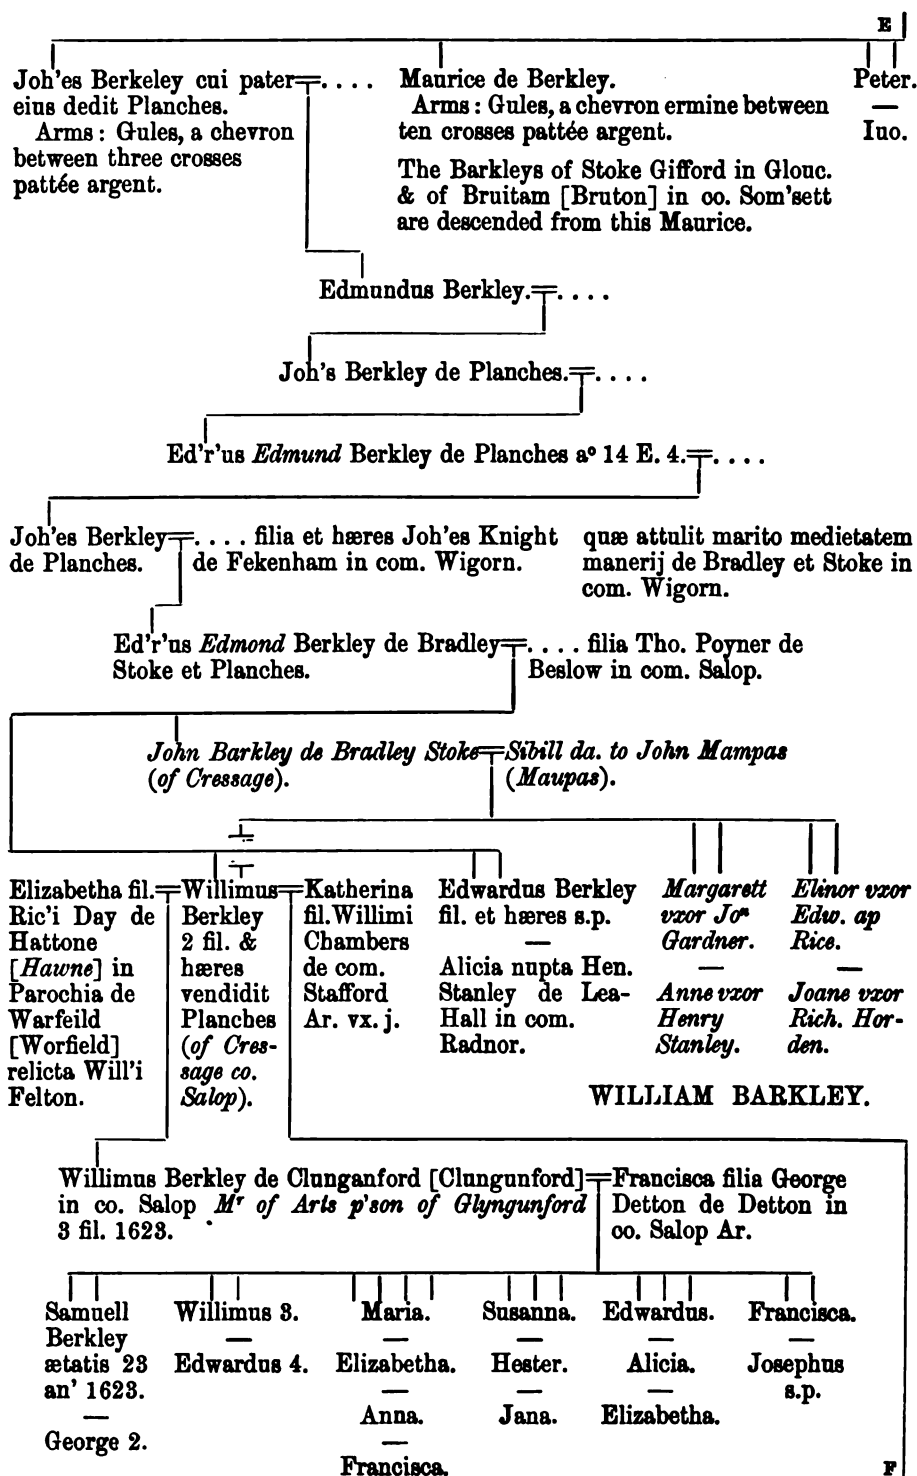 E
Joh'es Berkeley cui pater
eius dedit Planches.
Arms: Gules, a chevron
between three crosses
pattée argent.
. . . .
Maurice de Berkley.
Arms: Gules, a chevron ermine between
ten crosses pattée argent.
The Barkleys of Stoke Gifford in Glouc.
& of Bruitam [Bruton] in co. Som'sett
are descended from this Maurice.
Peter.
—
Iuo.
Edmundus Berkley. . . . .
Joh's Berkley de Planches. . . . .
Ed'r'us Edmund Berkley de Planches aº 14 E. 4. . . . .
Joh'es Berkley
de Planches.
. . . . filia et hæres Joh'es Knight
de Fekenham in com. Wigorn.
quæ attulit marito medietatem
manerij de Bradley et Stoke in
com. Wigorn.
Ed'r'us Edmond Berkley de Bradley
Stoke et Planches.
. . . . filia Tho. Poyner de
Beslow in com. Salop.
John Barkley de Bradley Stoke
(of Cressage).
Sibill da. to John Mampas
(Maupas).
Elizabetha fil.
Ric'i Day de
Hattone
[Hawne] in
Parochia de
Warfeild
[Worfield]
relicta Will'i
Felton.
Willimus
Berkley
2 fil. &
hæres
vendidit
Planches
(of Cres-
sage co.
Salop).
Katherina
fil. Willimi
Chambers
de com.
Stafford
Ar. vx. j.
Edwardus Berkley
fil. et hæres s.p.
—
Alicia nupta Hen.
Stanley de Lea-
Hall in com.
Radnor.
Margarett
vxor Joⁿ
Gardner.
—
Anne vxor
Henry
Stanley.
Elinor vxor
Edw. ap
Rice.
—
Joane vxor
Rich. Hor-
den.
WILLIAM BARKLEY.
Willimus Berkley de Clunganford [Clungunford]
in co. Salop Mʳ of Arts p'son of Glyngunford
3 fil. 1623.
Francisca filia George
Detton de Detton in
co. Salop Ar.
Samuell
Berkley
ætatis 23
an' 1623.
—
George 2.
Willimus 3.
—
Edwardus 4.
Maria.
—
Elizabetha.
—
Anna.
—
Francisca.
Susanna.
—
Hester.
—
Jana.
Edwardus.
—
Alicia.
—
Elizabetha.
Francisca.
—
Josephus
s.p.
F